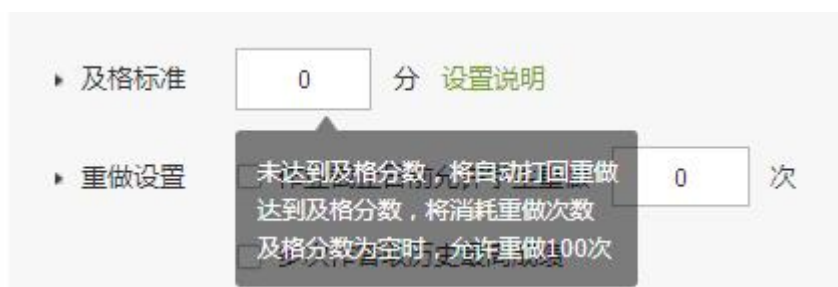 及格标准 0 分 设置说明
未达到及格分数，将自动打回重做
重做设置 0 次
达到及格分数，将消耗重做次数
及格分数为空时，允许重做100次